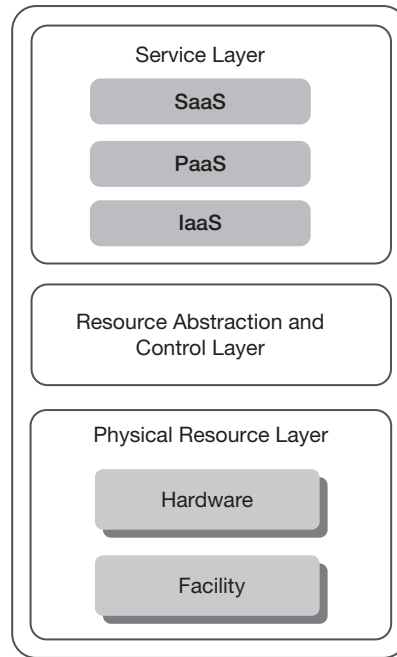 Service Layer
SaaS
PaaS
IaaS
Resource Abstraction and
Control Layer
Physical Resource Layer
Hardware
Facility